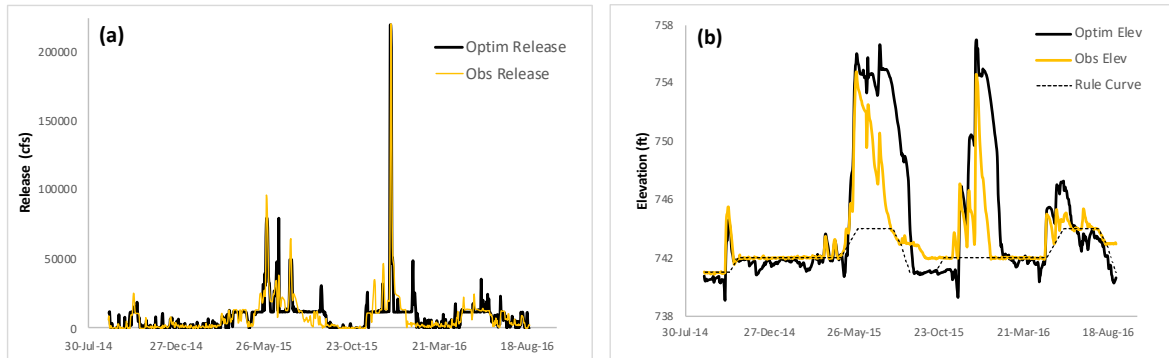 (a)
Optim Release
Obs Release
Release (cfs)
200000
150000
100000
50000
0
30-Jul-14 27-Dec-14 26-May-15 23-Oct-15 21-Mar-16 18-Aug-16
(b)
Optim Elev
Obs Elev
Rule Curve
Elevation (ft)
758
754
750
746
742
738
30-Jul-14 27-Dec-14 26-May-15 23-Oct-15 21-Mar-16 18-Aug-16